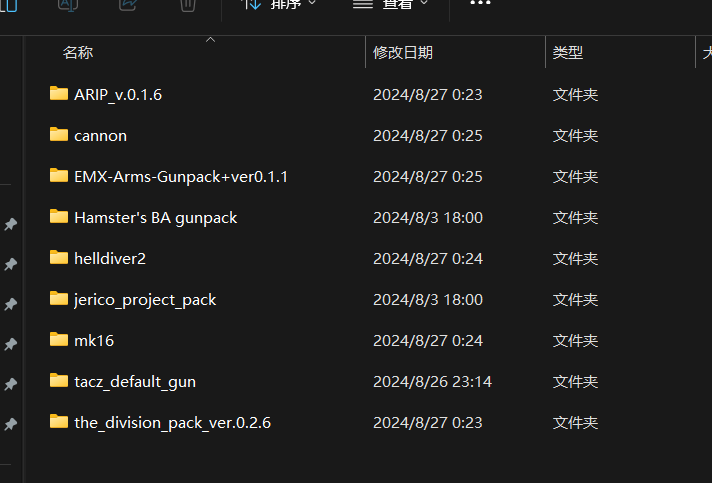 排序 查看
名称 修改日期 类型
ARIP_v.0.1.6 2024/8/27 0:23 文件夹
cannon 2024/8/27 0:25 文件夹
EMX-Arms-Gunpack+ver0.1.1 2024/8/27 0:25 文件夹
Hamster's BA gunpack 2024/8/3 18:00 文件夹
helldiver2 2024/8/27 0:24 文件夹
jerico_project_pack 2024/8/3 18:00 文件夹
mk16 2024/8/27 0:24 文件夹
tacz_default_gun 2024/8/26 23:14 文件夹
the_division_pack_ver.0.2.6 2024/8/27 0:23 文件夹